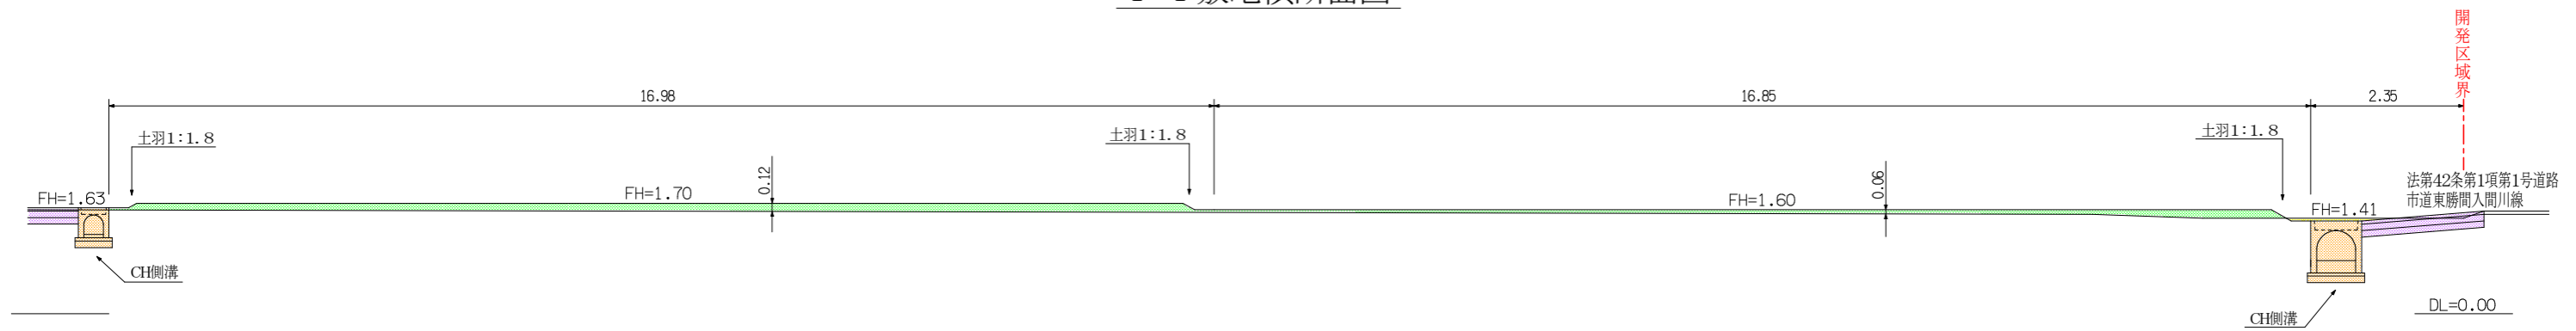 開発区域界
16.98
16.85
2.35
土羽1:1.8
土羽1:1.8
土羽1:1.8
FH=1.63
FH=1.70
0.12
FH=1.60
0.06
FH=1.41
法第42条第1項第1号道路
市道東勝間入間川線
CH側溝
CH側溝
DL=0.00